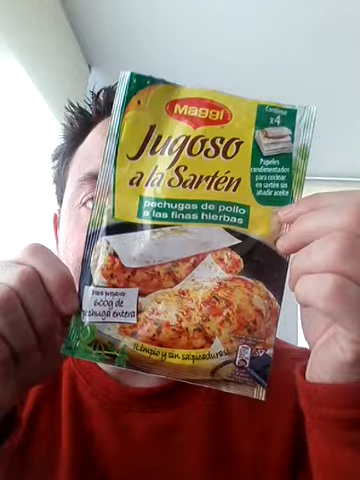 Maggi
Contiene
x4
Jugoso
a la Sartén
Papeles
condimentados
para cocinar
en sartén sin
añadir aceite
pechugas de pollo
a las finas hierbas
Para preparar
600g de
pechuga entera
¡Limpio y sin salpicaduras!